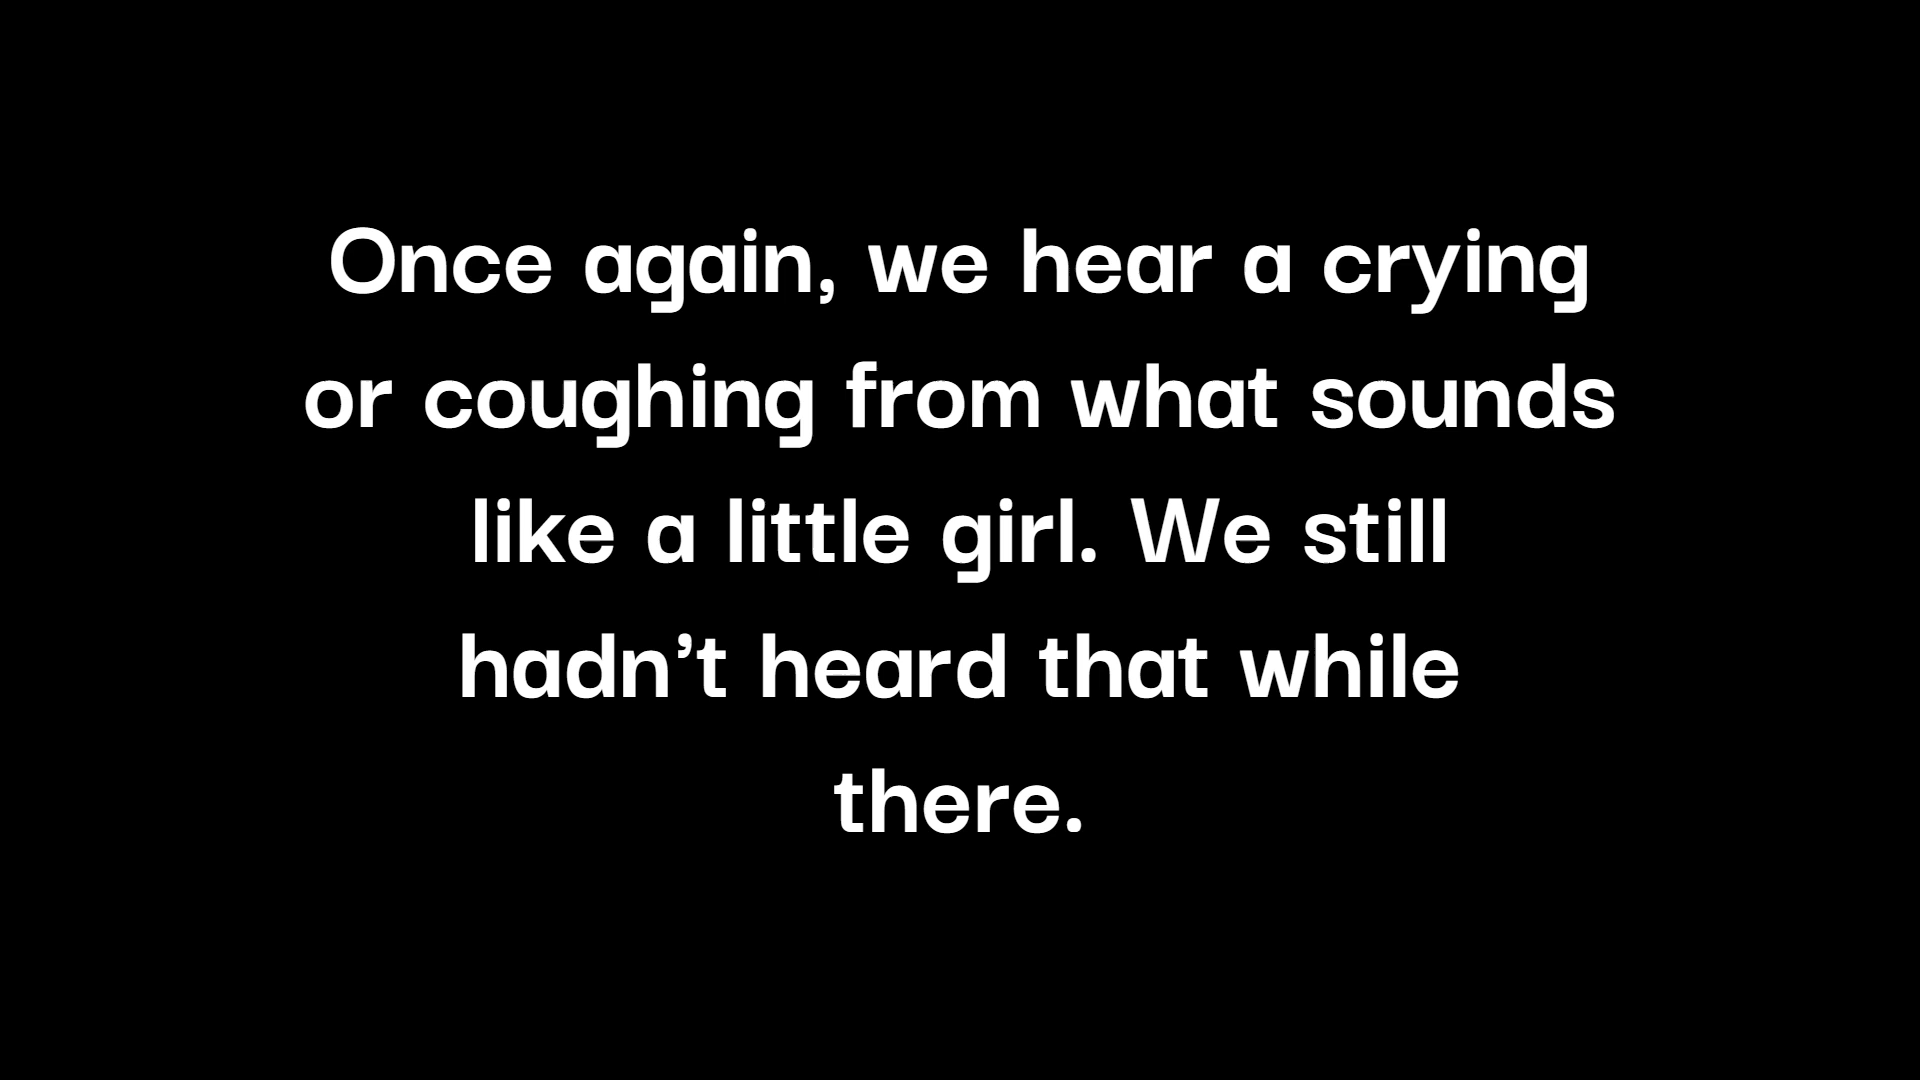 Once again, we hear a crying
or coughing from what sounds
like a little girl. We still
hadn’t heard that while
there.